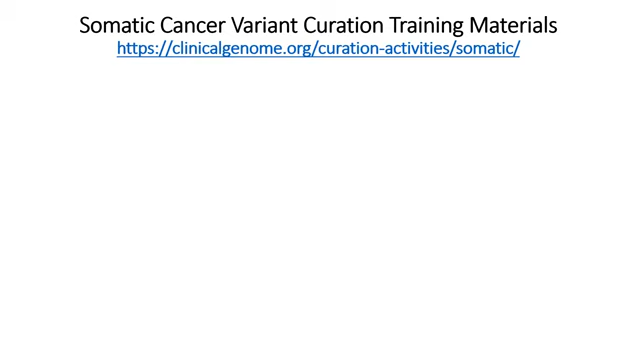 Somatic Cancer Variant Curation Training Materials
https://clinicalgenome.org/curation-activities/somatic/